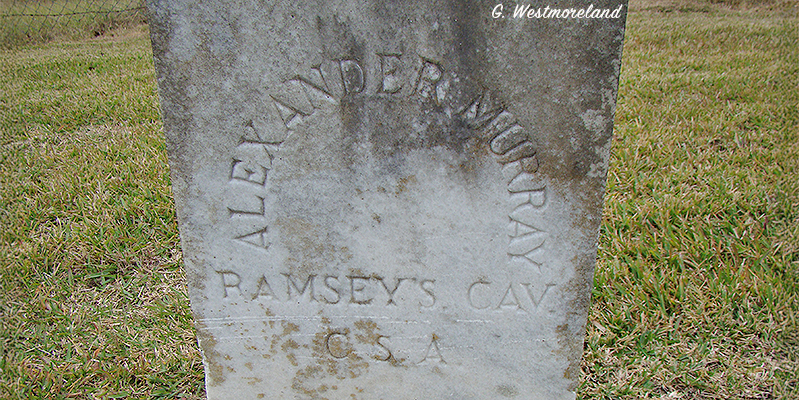 G. Westmoreland
ALEXANDER MURRAY
RAMSEY'S CAV
C.S.A.